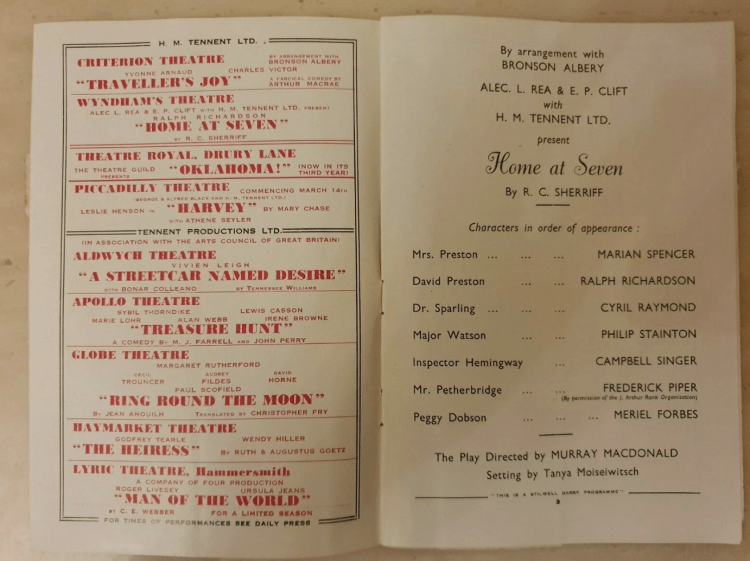 H. M. TENNENT LTD.
CRITERION THEATRE BY ARRANGEMENT WITH BRONSON ALBERY
YVONNE ARNAUD CHARLES VICTOR
"TRAVELLER'S JOY" A FARCICAL COMEDY BY ARTHUR MACRAE
WYNDHAM'S THEATRE
ALEC L. REA & E. P. CLIFT WITH H. M. TENNENT LTD. PRESENT
RALPH RICHARDSON
"HOME AT SEVEN"
BY R. C. SHERRIFF
THEATRE ROYAL, DRURY LANE
THE THEATRE GUILD PRESENTS "OKLAHOMA!" (NOW IN ITS THIRD YEAR)
PICCADILLY THEATRE COMMENCING MARCH 14TH
(GEORGE & ALFRED BLACK AND H. M. TENNENT LTD.)
LESLIE HENSON IN "HARVEY" BY MARY CHASE
WITH ATHENE SEYLER
TENNENT PRODUCTIONS LTD.
(IN ASSOCIATION WITH THE ARTS COUNCIL OF GREAT BRITAIN)
ALDWYCH THEATRE
VIVIEN LEIGH
"A STREETCAR NAMED DESIRE"
WITH BONAR COLLEANO BY TENNESSEE WILLIAMS
APOLLO THEATRE
SYBIL THORNDIKE LEWIS CASSON
MARIE LOHR ALAN WEBB IRENE BROWNE
"TREASURE HUNT"
A COMEDY BY M. J. FARRELL AND JOHN PERRY
GLOBE THEATRE
MARGARET RUTHERFORD
CECIL AUDREY DAVID
TROUNCER FILDES HORNE
PAUL SCOFIELD
"RING ROUND THE MOON"
BY JEAN ANOUILH TRANSLATED BY CHRISTOPHER FRY
HAYMARKET THEATRE
GODFREY TEARLE WENDY HILLER
"THE HEIRESS" BY RUTH & AUGUSTUS GOETZ
LYRIC THEATRE, Hammersmith
A COMPANY OF FOUR PRODUCTION
ROGER LIVESEY URSULA JEANS
"MAN OF THE WORLD"
BY C. E. WEBBER FOR A LIMITED SEASON
FOR TIMES OF PERFORMANCES SEE DAILY PRESS
By arrangement with
BRONSON ALBERY
ALEC. L. REA & E. P. CLIFT
with
H. M. TENNENT LTD.
present
Home at Seven
By R. C. SHERRIFF
Characters in order of appearance :
Mrs. Preston ... ... ... MARIAN SPENCER
David Preston ... ... RALPH RICHARDSON
Dr. Sparling ... ... ... CYRIL RAYMOND
Major Watson ... ... PHILIP STAINTON
Inspector Hemingway ... CAMPBELL SINGER
Mr. Petherbridge ... ... FREDERICK PIPER
(By permission of the J. Arthur Rank Organisation)
Peggy Dobson ... ... ... MERIEL FORBES
The Play Directed by MURRAY MACDONALD
Setting by Tanya Moiseiwitsch
"THIS IS A STILWELL DARBY PROGRAMME"
3